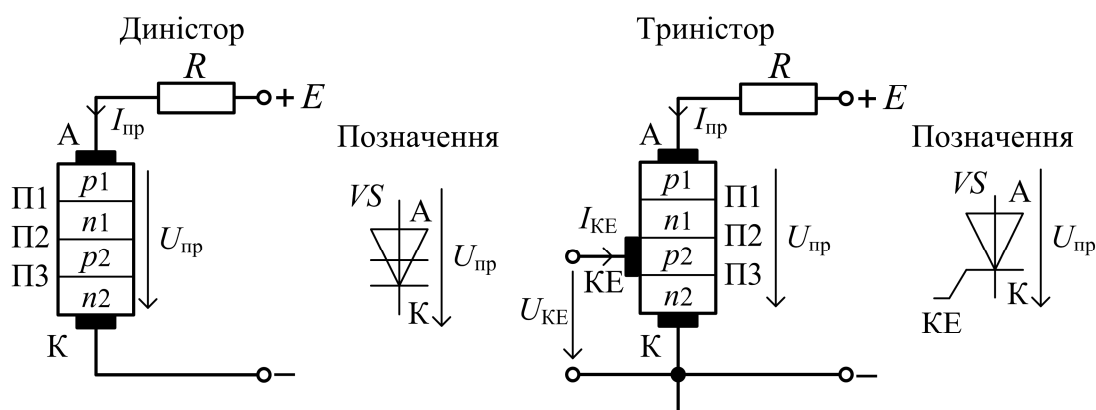 Диністор
R
+ E
Iпр
А
Позначення
p1
П1
n1
VS
А
П2
Uпр
Uпр
p2
П3
n2
К
К
–
Триністор
R
+ E
Iпр
А
Позначення
p1
П1
VS
А
IКЕ
n1
П2
Uпр
Uпр
p2
КЕ
П3
UКЕ
n2
К
КЕ
К
–